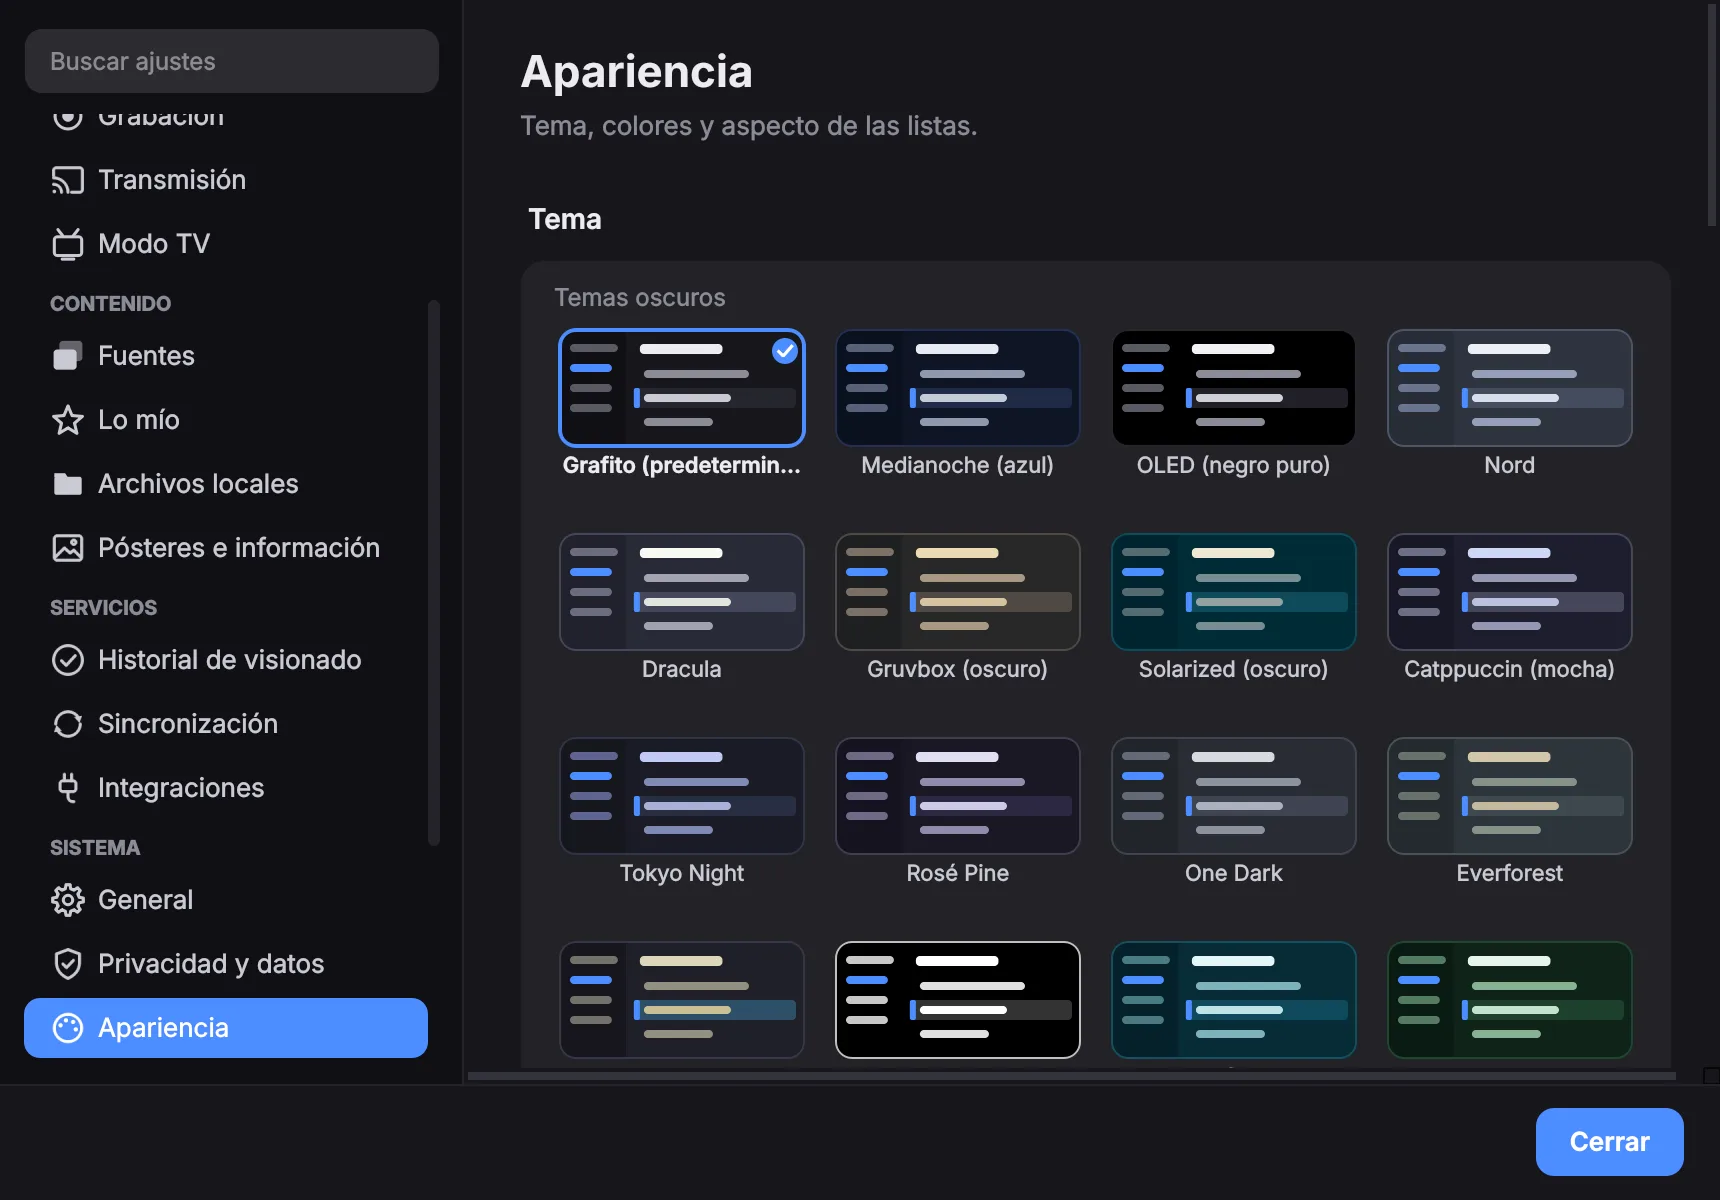 Buscar ajustes
Grabación
Transmisión
Modo TV
CONTENIDO
Fuentes
Lo mío
Archivos locales
Pósteres e información
SERVICIOS
Historial de visionado
Sincronización
Integraciones
SISTEMA
General
Privacidad y datos
Apariencia
Apariencia
Tema, colores y aspecto de las listas.
Tema
Temas oscuros
Grafito (predetermin...
Medianoche (azul)
OLED (negro puro)
Nord
Dracula
Gruvbox (oscuro)
Solarized (oscuro)
Catppuccin (mocha)
Tokyo Night
Rosé Pine
One Dark
Everforest
Cerrar